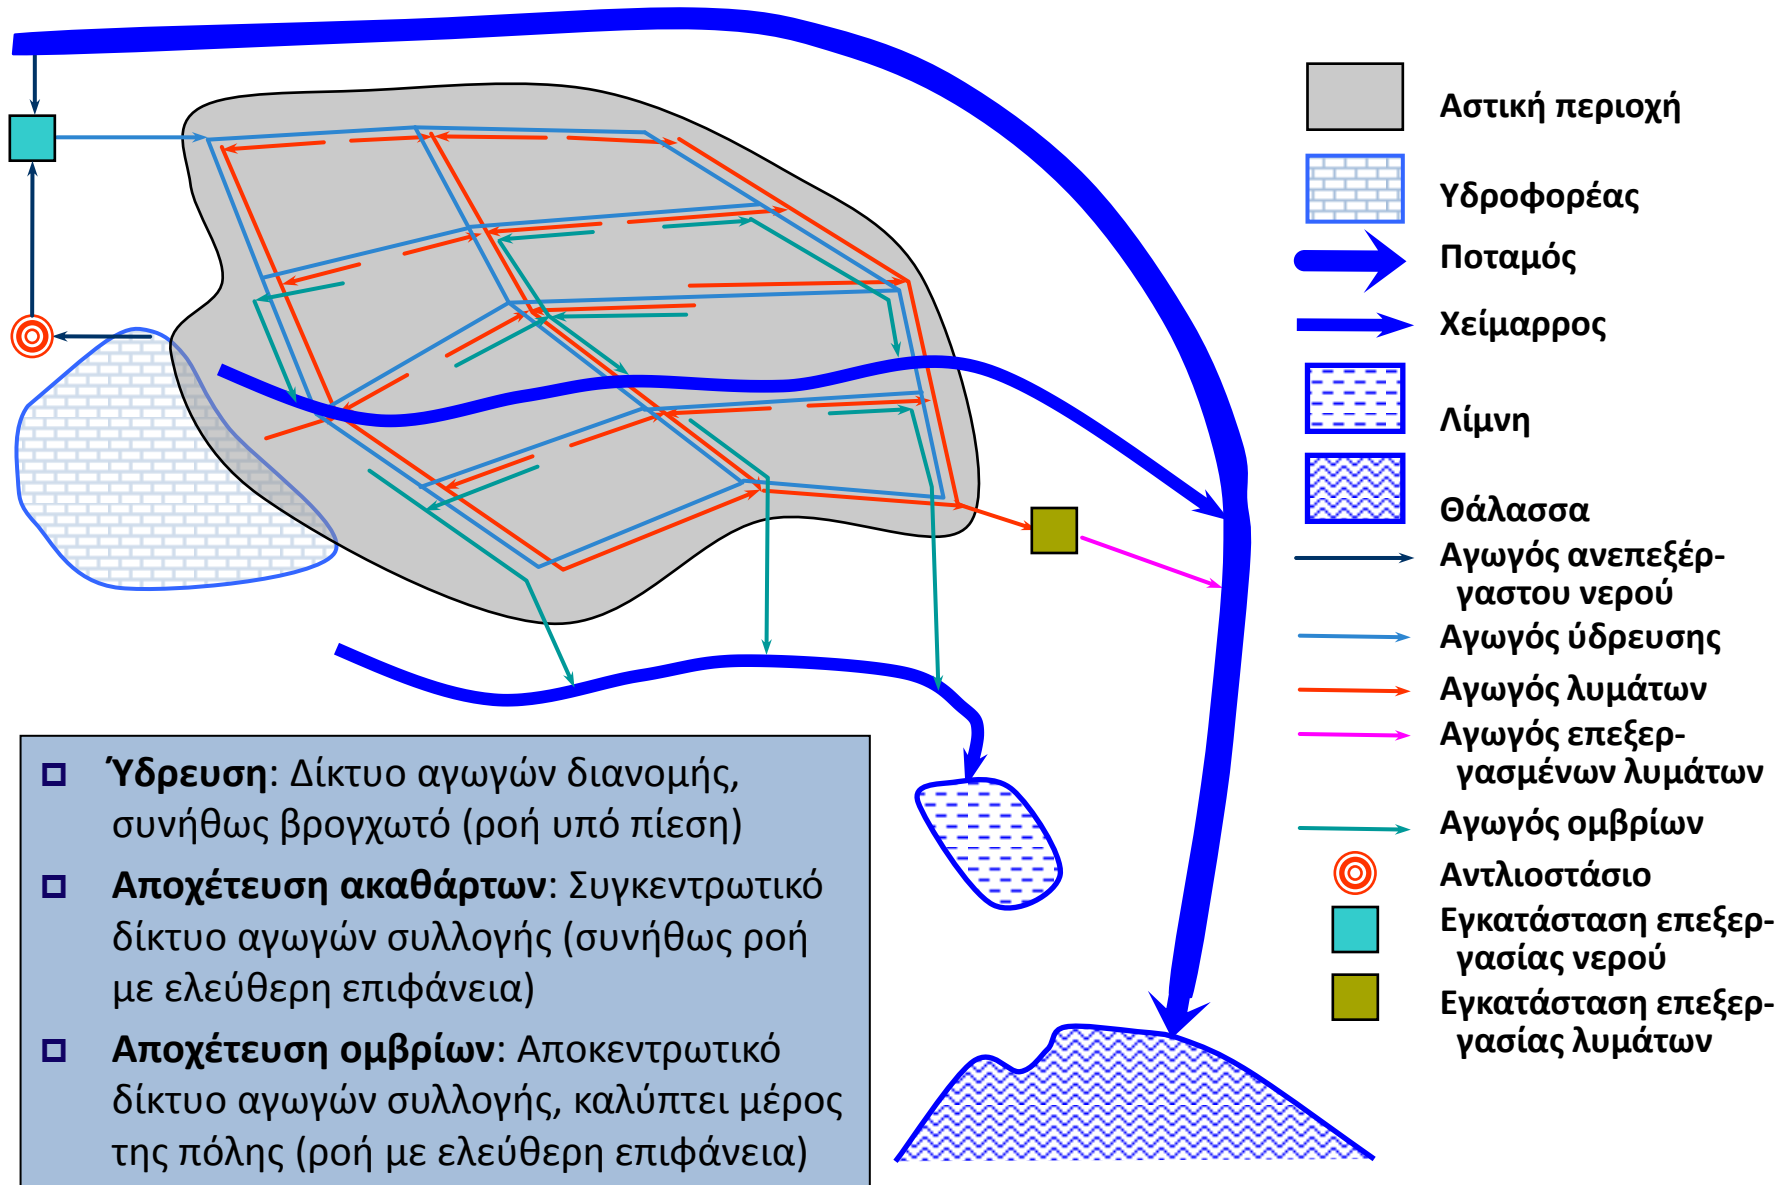 Αστική περιοχή
Υδροφορέας
Ποταμός
Χείμαρρος
Λίμνη
Θάλασσα
Αγωγός ανεπεξέρ-
γαστου νερού
Αγωγός ύδρευσης
Αγωγός λυμάτων
Αγωγός επεξερ-
γασμένων λυμάτων
Αγωγός ομβρίων
Αντλιοστάσιο
Εγκατάσταση επεξερ-
γασίας νερού
Εγκατάσταση επεξερ-
γασίας λυμάτων
Ύδρευση: Δίκτυο αγωγών διανομής,
συνήθως βρογχωτό (ροή υπό πίεση)
Αποχέτευση ακαθάρτων: Συγκεντρωτικό
δίκτυο αγωγών συλλογής (συνήθως ροή
με ελεύθερη επιφάνεια)
Αποχέτευση ομβρίων: Αποκεντρωτικό
δίκτυο αγωγών συλλογής, καλύπτει μέρος
της πόλης (ροή με ελεύθερη επιφάνεια)